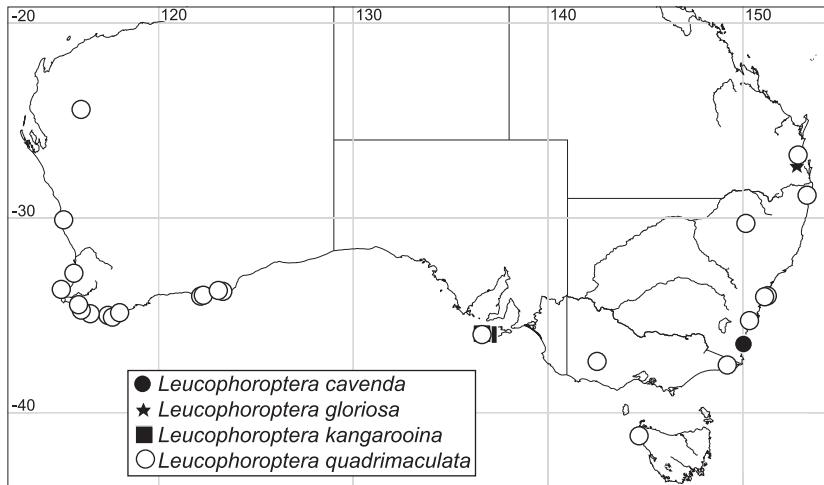 120 130 140 150
-20
-30
-40
Leucophoroptera cavenda
Leucophoroptera gloriosa
Leucophoroptera kangarooina
Leucophoroptera quadrimaculata